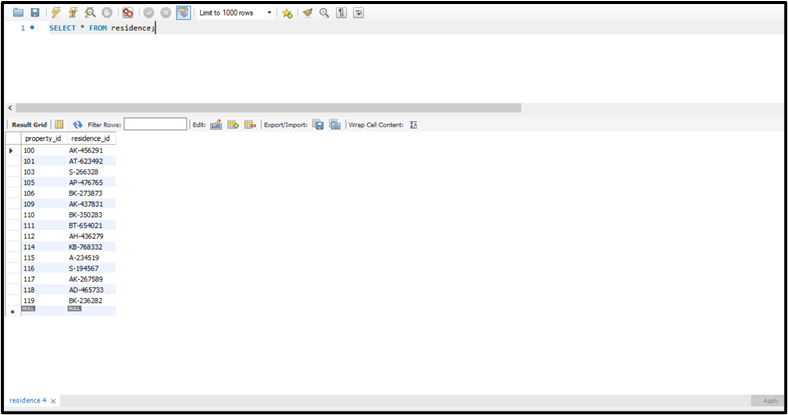 Limit to 1000 rows
1 SELECT * FROM residence;
Result Grid Filter Rows: Edit: Export/Import: Wrap Cell Content:
property_id residence_id
100 AK-456291
101 AT-623492
103 S-266328
105 AP-476765
106 BK-273873
109 AK-437831
110 BK-350283
111 BT-654021
112 AH-436279
114 KB-768332
115 A-234519
116 S-194567
117 AK-267589
118 AD-465733
119 BK-236282
NULL NULL
residence 4 Apply